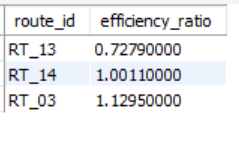 route_id efficiency_ratio
RT_13 0.72790000
RT_14 1.00110000
RT_03 1.12950000